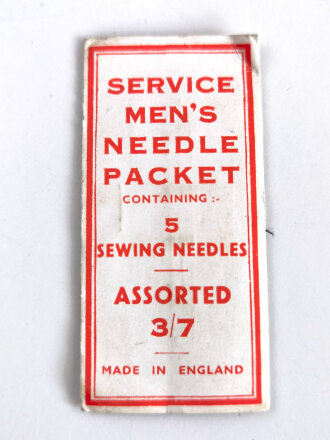 SERVICE
MEN'S
NEEDLE
PACKET
CONTAINING :-
5
SEWING NEEDLES
ASSORTED
3/7
MADE IN ENGLAND